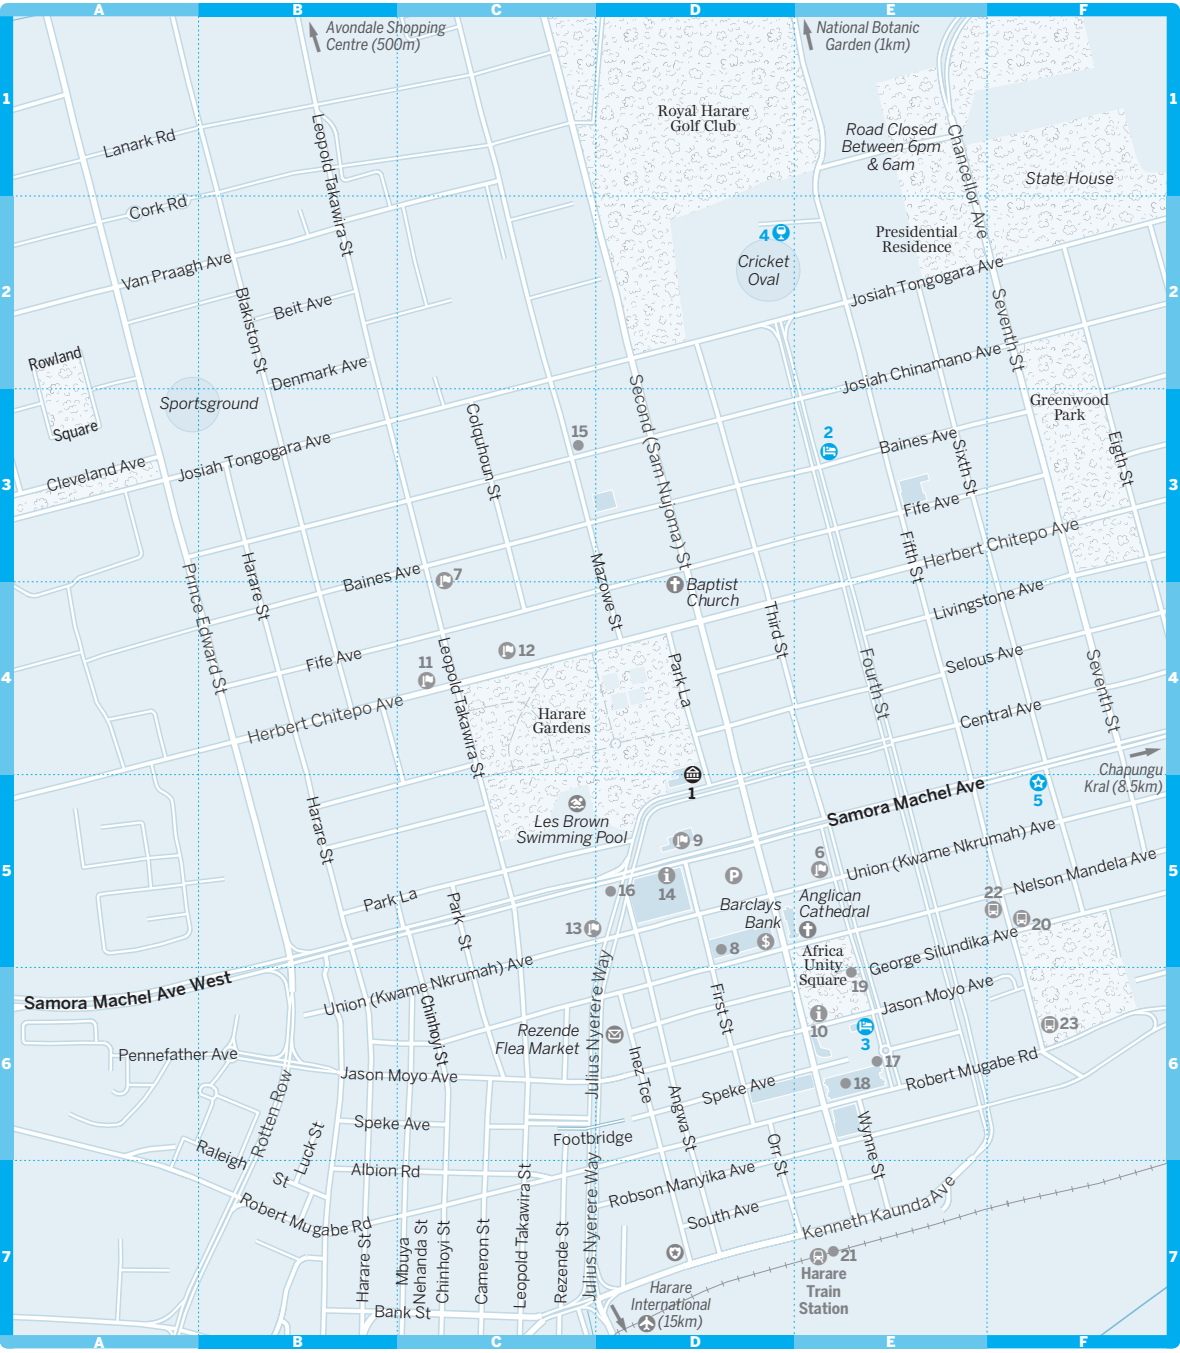 A B C D E F
Avondale Shopping
Centre (500m)
National Botanic
Garden (1km)
1
1
Royal Harare
Golf Club
Road Closed
Between 6pm
& 6am
Chancellor Ave
State House
Lanark Rd
Leopold Takawira St
Cork Rd
4
Presidential
Residence
Cricket
Oval
Van Praagh Ave
Josiah Tongogara Ave
2
2
Blakiston St
Beit Ave
Seventh St
Rowland
Square
Denmark Ave
Josiah Chinamano Ave
Sportsground
Second (Sam Nujoma) St
Greenwood
Park
Colquhoun St
15
2
Baines Ave
Sixth St
Eigth St
Josiah Tongogara Ave
Cleveland Ave
3
3
Fife Ave
Fifth St
Herbert Chitepo Ave
Prince Edward St
Harare St
Baines Ave
7
Mazowe St
Baptist
Church
Third St
Livingstone Ave
Fife Ave
11
12
Leopold Takawira St
Park La
Fourth St
Selous Ave
Seventh St
4
4
Herbert Chitepo Ave
Harare
Gardens
Central Ave
Chapungu
Kral (8.5km)
1
5
Samora Machel Ave
Harare St
Les Brown
Swimming Pool
9
6
Union (Kwame Nkrumah) Ave
5
5
14
P
16
Nelson Mandela Ave
Park La
Park St
Barclays
Bank
$
Anglican
Cathedral
22
20
13
8
George Silundika Ave
Africa
Unity
Square
19
Samora Machel Ave West
Union (Kwame Nkrumah) Ave
Julius Nyerere Way
First St
Jason Moyo Ave
Chinhoyi St
Rezende
Flea Market
10
3
23
Pennefather Ave
6
6
Inez Tce
17
Jason Moyo Ave
Rotten Row
Angwa St
Speke Ave
18
Robert Mugabe Rd
Speke Ave
Luck St
Footbridge
Orr St
Wynne St
Raleigh
St
Albion Rd
Robson Manyika Ave
Robert Mugabe Rd
South Ave
Kenneth Kaunda Ave
Harare St
Mbuya
Nehanda St
Chinhoyi St
Cameron St
Leopold Takawira St
Rezende St
Julius Nyerere Way
7
7
21
Harare
Train
Station
Harare
International
(15km)
Bank St
A B C D E F